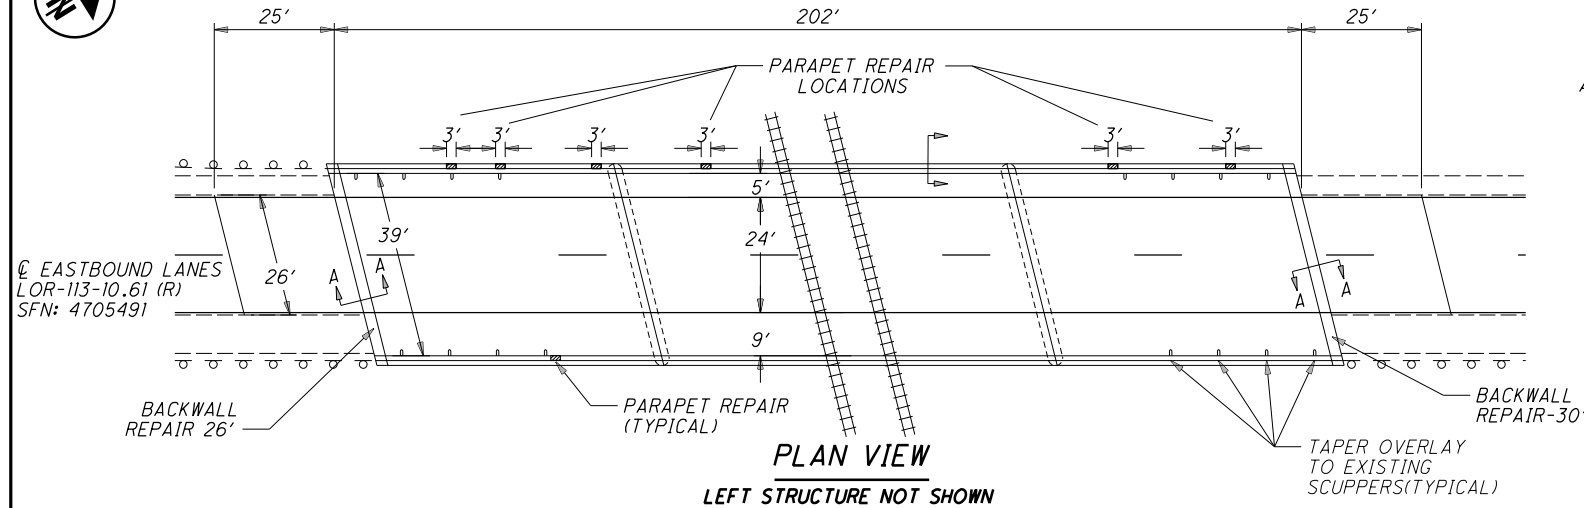 N
25'
202'
25'
PARAPET REPAIR
LOCATIONS
A
3'
3'
3'
3'
3'
3'
5'
39'
24'
℄ EASTBOUND LANES
LOR-113-10.61 (R)
SFN: 4705491
26'
A
A
A
A
9'
BACKWALL
REPAIR 26'
PARAPET REPAIR
(TYPICAL)
BACKWALL
REPAIR-30'
PLAN VIEW
TAPER OVERLAY
TO EXISTING
SCUPPERS(TYPICAL)
LEFT STRUCTURE NOT SHOWN